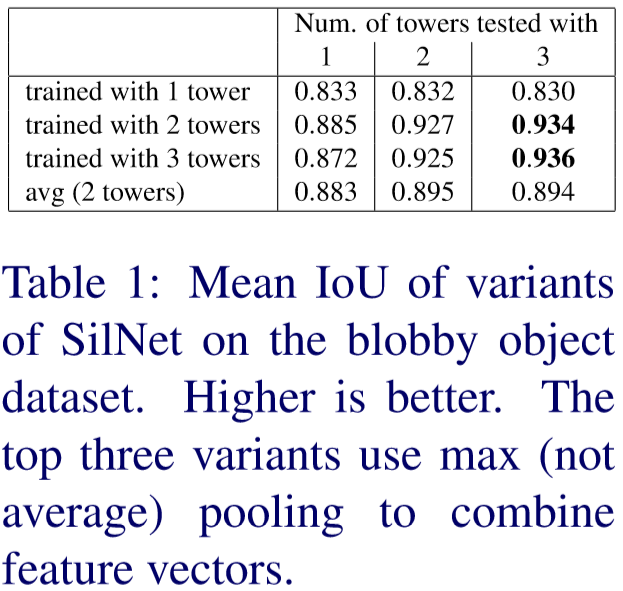 Num. of towers tested with
1 2 3
trained with 1 tower 0.833 0.832 0.830
trained with 2 towers 0.885 0.927 0.934
trained with 3 towers 0.872 0.925 0.936
avg (2 towers) 0.883 0.895 0.894
Table 1: Mean IoU of variants
of SilNet on the blobby object
dataset. Higher is better. The
top three variants use max (not
average) pooling to combine
feature vectors.